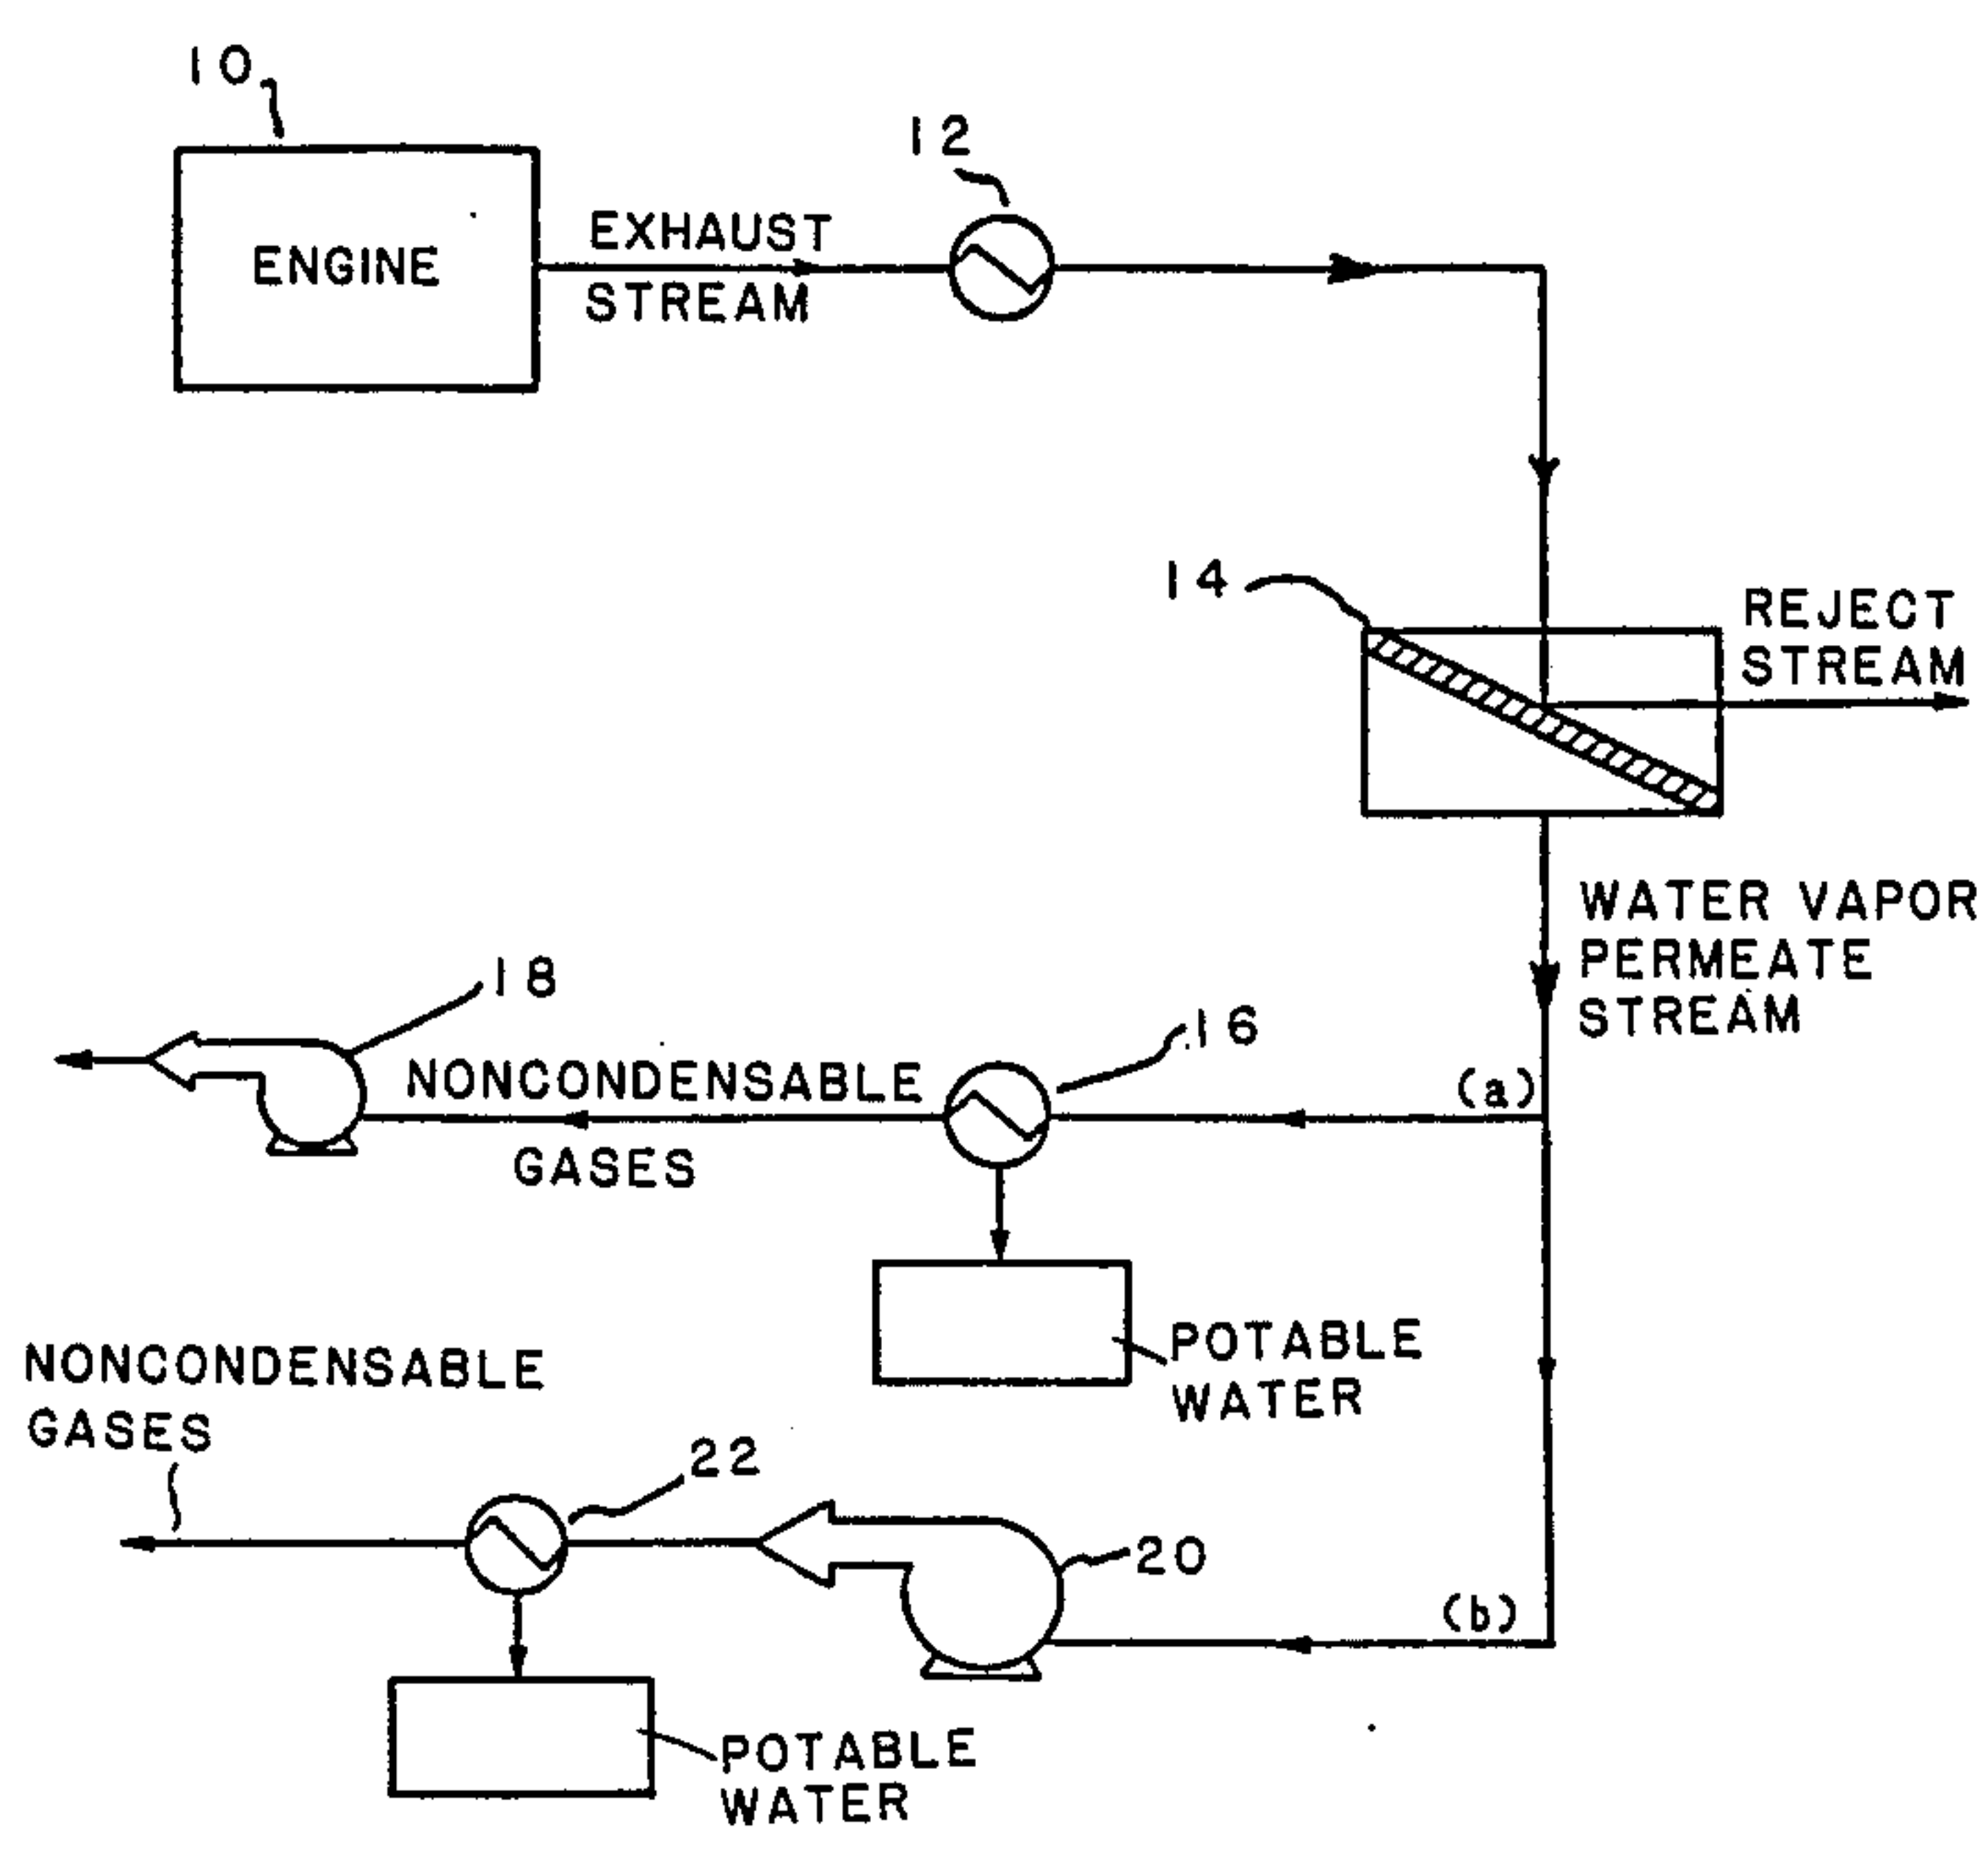 10
12
ENGINE
EXHAUST
STREAM
14
REJECT
STREAM
WATER VAPOR
PERMEATE
STREAM
18
16
NONCONDENSABLE
GASES
(a)
POTABLE
WATER
NONCONDENSABLE
GASES
22
20
(b)
POTABLE
WATER